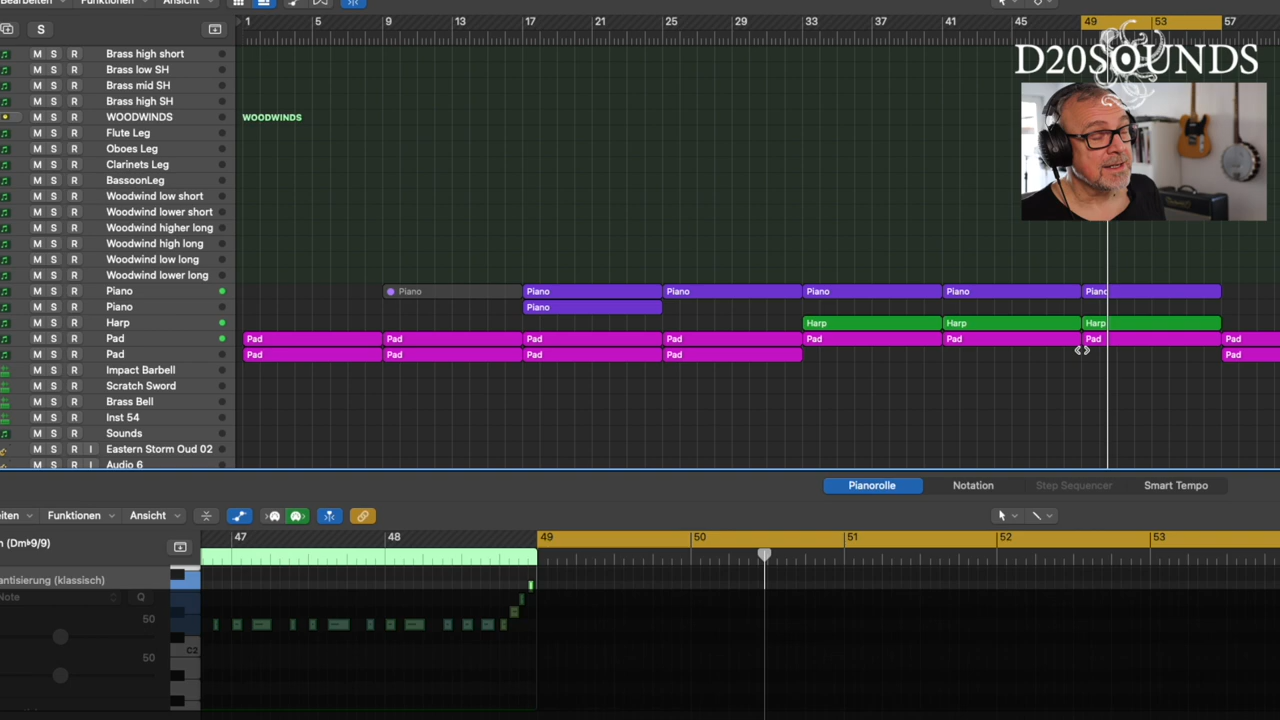 Bearbeiten Funktionen Ansicht
S 1 5 9 13 17 21 25 29 33 37 41 45 49 53 57
D20SOUNDS
M S R Brass high short
M S R Brass low SH
M S R Brass mid SH
M S R Brass high SH
M S R WOODWINDS WOODWINDS
M S R Flute Leg
M S R Oboes Leg
M S R Clarinets Leg
M S R BassoonLeg
M S R Woodwind low short
M S R Woodwind lower short
M S R Woodwind higher long
M S R Woodwind high long
M S R Woodwind low long
M S R Woodwind lower long
M S R Piano Piano Piano Piano Piano Piano Piano
M S R Piano Piano
M S R Harp Harp Harp Harp
M S R Pad Pad Pad Pad Pad Pad Pad Pad Pad
M S R Pad Pad Pad Pad Pad Pad
M S R Impact Barbell
M S R Scratch Sword
M S R Brass Bell
M S R Inst 54
M S R Sounds
M S R I Eastern Storm Oud 02
M S R I Audio 6
Pianorolle Notation Step Sequencer Smart Tempo
iten Funktionen Ansicht
47 48 49 50 51 52 53
n (Dm♭9/9)
antisierung (klassisch)
Note Q
50
C2
50